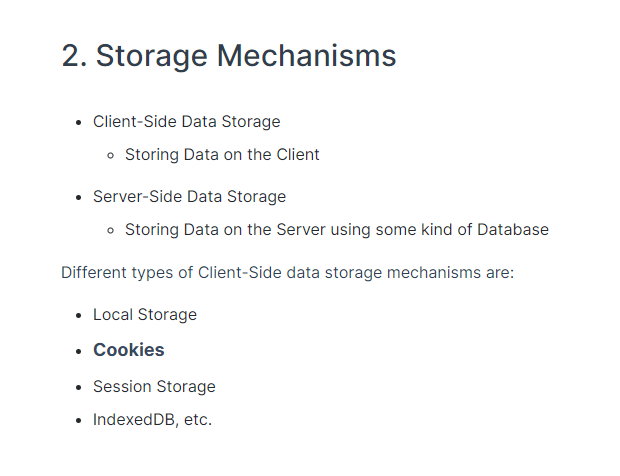 2. Storage Mechanisms
• Client-Side Data Storage
◦ Storing Data on the Client
• Server-Side Data Storage
◦ Storing Data on the Server using some kind of Database
Different types of Client-Side data storage mechanisms are:
• Local Storage
• Cookies
• Session Storage
• IndexedDB, etc.